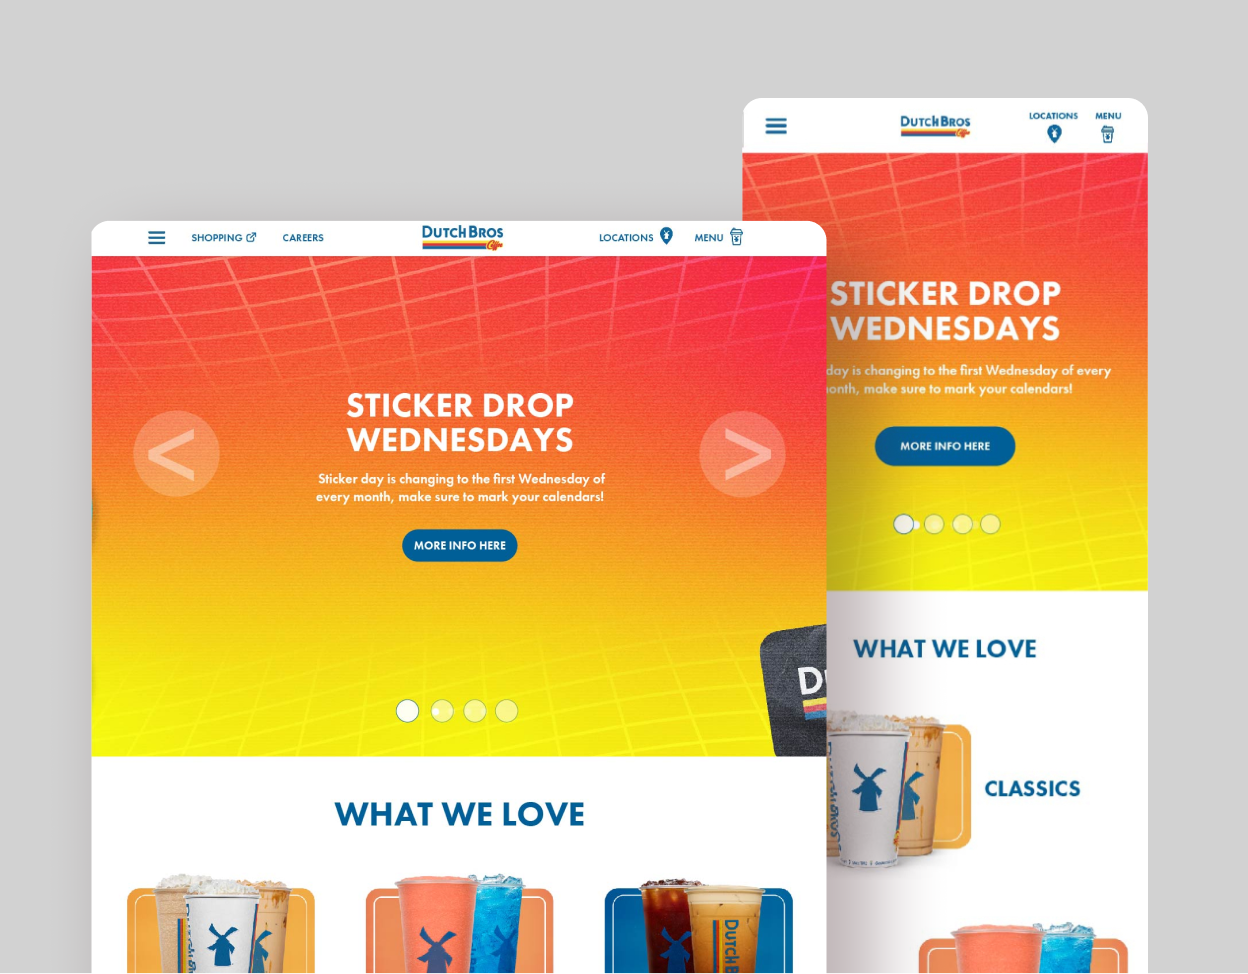 LOCATIONS
MENU
DUTCH BROS
SHOPPING
CAREERS
DUTCH BROS
LOCATIONS
MENU
STICKER DROP
WEDNESDAYS
day is changing to the first Wednesday of every
month, make sure to mark your calendars!
MORE INFO HERE
<
STICKER DROP
WEDNESDAYS
>
Sticker day is changing to the first Wednesday of
every month, make sure to mark your calendars!
MORE INFO HERE
WHAT WE LOVE
CLASSICS
WHAT WE LOVE
DUTCH B